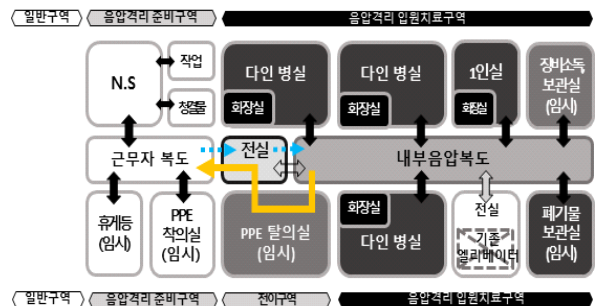 일반구역
음압격리 준비구역
음압격리 입원치료구역
N.S
작업
청결물
다인 병실
화장실
다인 병실
화장실
1인실
화장실
장비소독
보관실
(임시)
근무자 복도
전실
내부음압복도
휴게등
(임시)
PPE
착의실
(임시)
PPE 탈의실
(임시)
화장실
다인 병실
전실
기존
엘리베이터
폐기물
보관실
(임시)
일반구역
음압격리 준비구역
전이구역
음압격리 입원치료구역